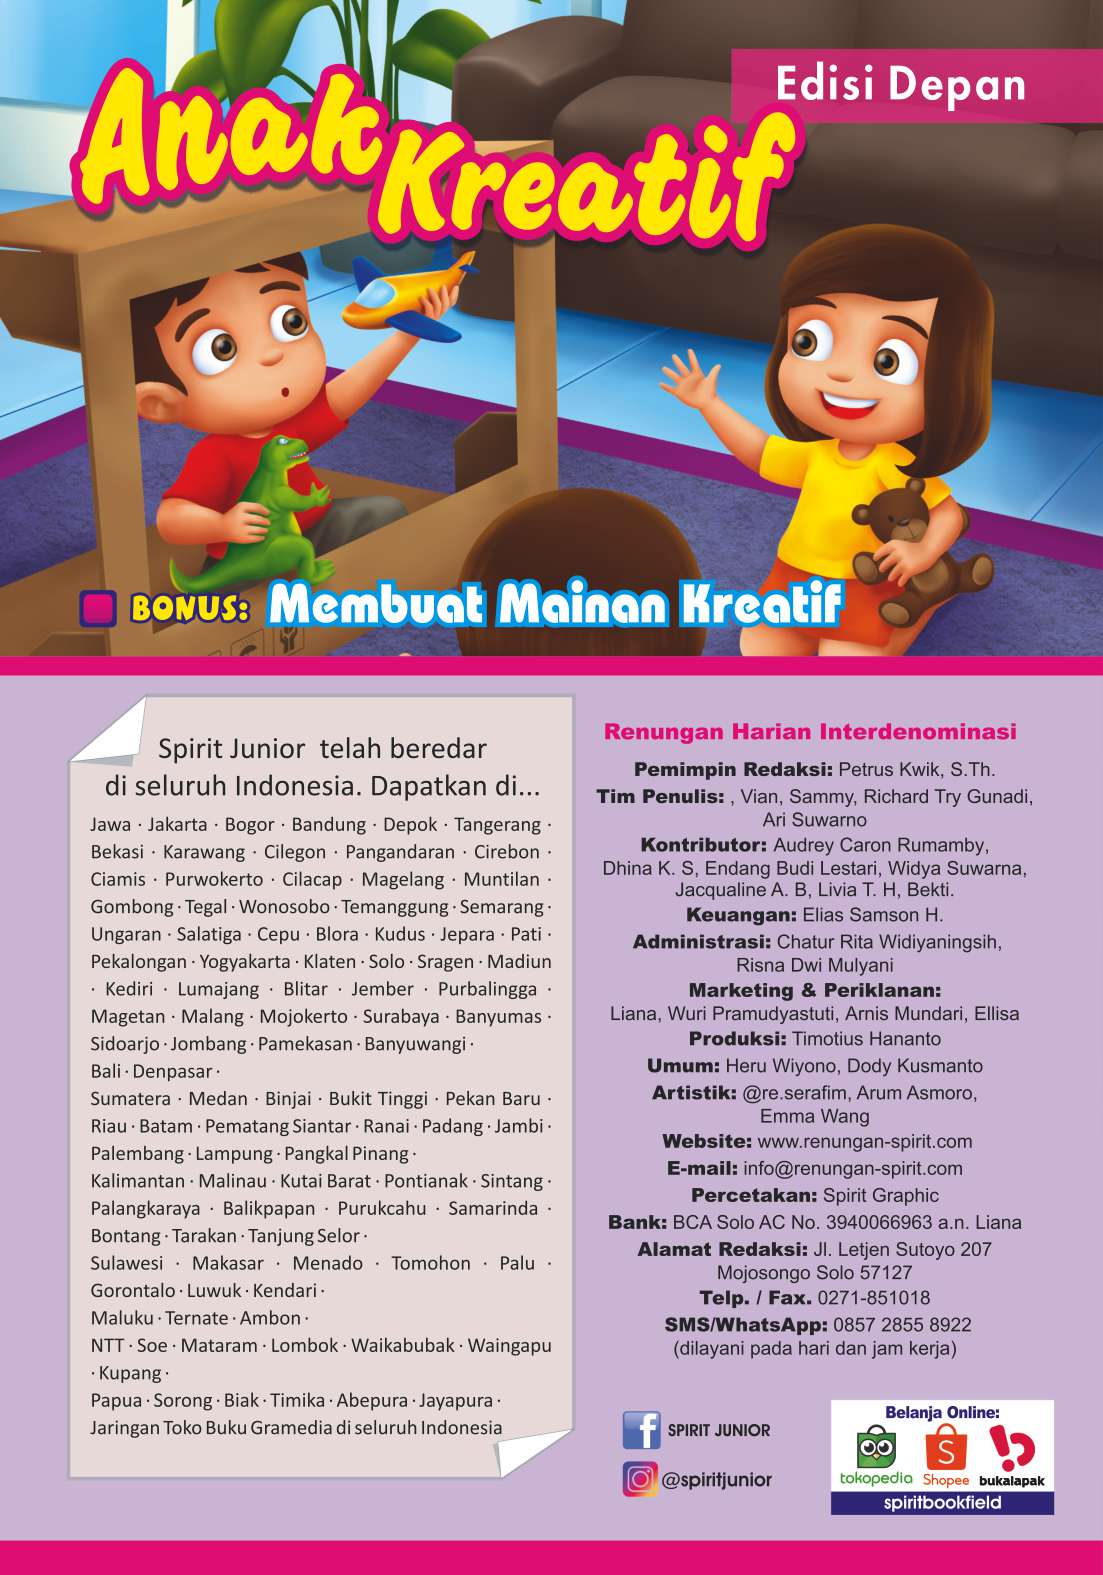 Edisi Depan
Anak
Kreatif
BONUS: Membuat Mainan Kreatif
Spirit Junior telah beredar
di seluruh Indonesia. Dapatkan di...
Jawa · Jakarta · Bogor · Bandung · Depok · Tangerang ·
Bekasi · Karawang · Cilegon · Pangandaran · Cirebon ·
Ciamis · Purwokerto · Cilacap · Magelang · Muntilan ·
Gombong · Tegal · Wonosobo · Temanggung · Semarang ·
Ungaran · Salatiga · Cepu · Blora · Kudus · Jepara · Pati ·
Pekalongan · Yogyakarta · Klaten · Solo · Sragen · Madiun
· Kediri · Lumajang · Blitar · Jember · Purbalingga ·
Magetan · Malang · Mojokerto · Surabaya · Banyumas ·
Sidoarjo · Jombang · Pamekasan · Banyuwangi ·
Bali · Denpasar ·
Sumatera · Medan · Binjai · Bukit Tinggi · Pekan Baru ·
Riau · Batam · Pematang Siantar · Ranai · Padang · Jambi ·
Palembang · Lampung · Pangkal Pinang ·
Kalimantan · Malinau · Kutai Barat · Pontianak · Sintang ·
Palangkaraya · Balikpapan · Purukcahu · Samarinda ·
Bontang · Tarakan · Tanjung Selor ·
Sulawesi · Makasar · Menado · Tomohon · Palu ·
Gorontalo · Luwuk · Kendari ·
Maluku · Ternate · Ambon ·
NTT · Soe · Mataram · Lombok · Waikabubak · Waingapu
· Kupang ·
Papua · Sorong · Biak · Timika · Abepura · Jayapura ·
Jaringan Toko Buku Gramedia di seluruh Indonesia
Renungan Harian Interdenominasi
Pemimpin Redaksi: Petrus Kwik, S.Th.
Tim Penulis: , Vian, Sammy, Richard Try Gunadi,
Ari Suwarno
Kontributor: Audrey Caron Rumamby,
Dhina K. S, Endang Budi Lestari, Widya Suwarna,
Jacqualine A. B, Livia T. H, Bekti.
Keuangan: Elias Samson H.
Administrasi: Chatur Rita Widiyaningsih,
Risna Dwi Mulyani
Marketing & Periklanan:
Liana, Wuri Pramudyastuti, Arnis Mundari, Ellisa
Produksi: Timotius Hananto
Umum: Heru Wiyono, Dody Kusmanto
Artistik: @re.serafim, Arum Asmoro,
Emma Wang
Website: www.renungan-spirit.com
E-mail: info@renungan-spirit.com
Percetakan: Spirit Graphic
Bank: BCA Solo AC No. 3940066963 a.n. Liana
Alamat Redaksi: Jl. Letjen Sutoyo 207
Mojosongo Solo 57127
Telp. / Fax. 0271-851018
SMS/WhatsApp: 0857 2855 8922
(dilayani pada hari dan jam kerja)
SPIRIT JUNIOR
@spiritjunior
Belanja Online:
tokopedia Shopee bukalapak
spiritbookfield